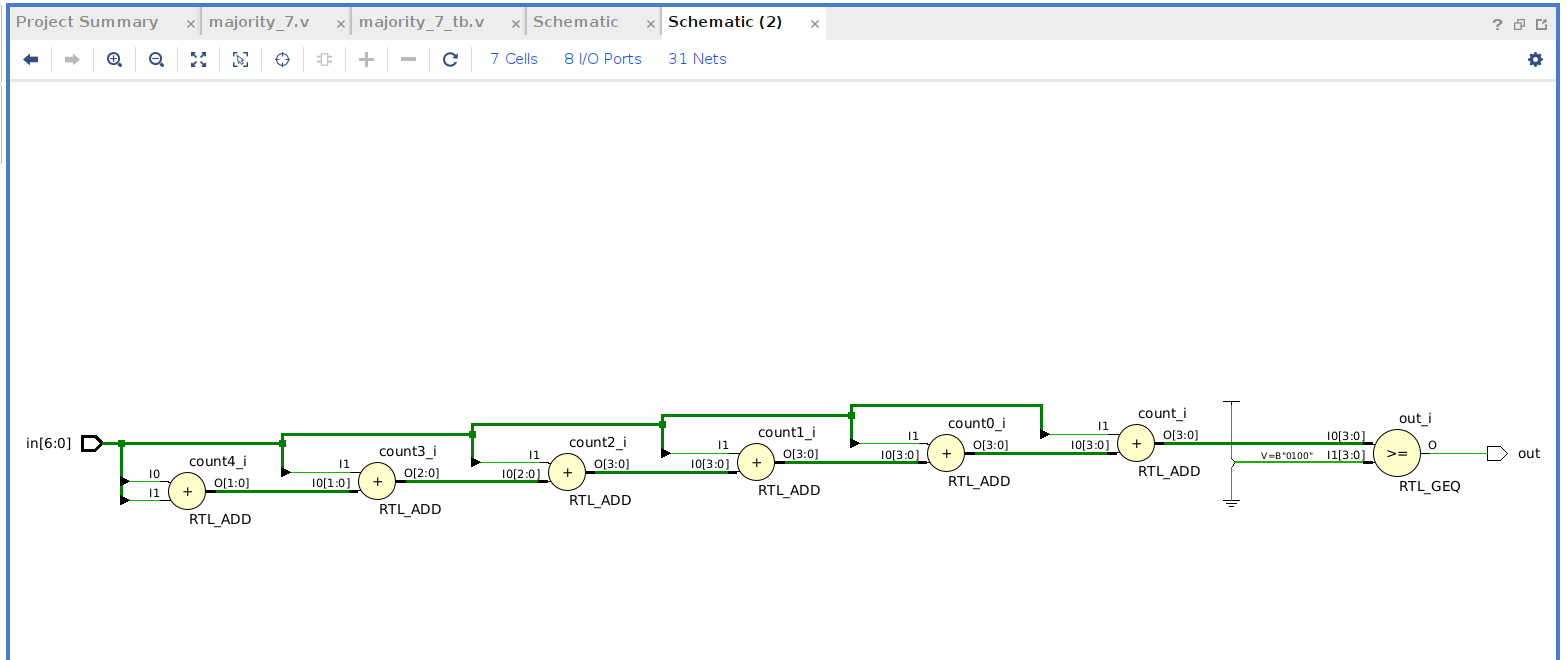 Project Summary × majority_7.v × majority_7_tb.v × Schematic × Schematic (2) × ?
7 Cells 8 I/O Ports 31 Nets
in[6:0]
count4_i
I0
I1
+
O[1:0]
RTL_ADD
count3_i
I1
I0[1:0]
+
O[2:0]
RTL_ADD
count2_i
I1
I0[2:0]
+
O[3:0]
RTL_ADD
count1_i
I1
I0[3:0]
+
O[3:0]
RTL_ADD
count0_i
I1
I0[3:0]
+
O[3:0]
RTL_ADD
count_i
I1
I0[3:0]
+
O[3:0]
RTL_ADD
V=B"0100"
out_i
I0[3:0]
I1[3:0]
>=
O
RTL_GEQ
out